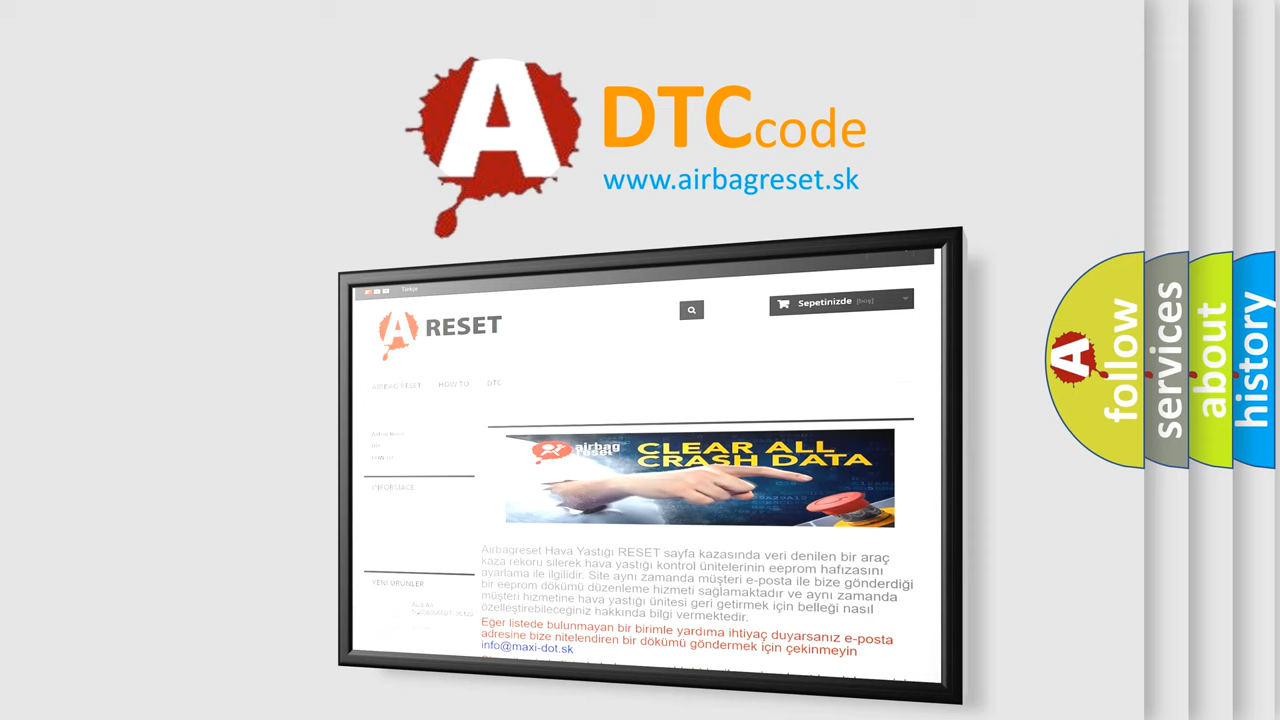 A
DTC code
www.airbagreset.sk
Türkçe
A RESET
Sepetinizde
AIRBAG RESET HOW TO DTC
airbag
reset
CLEAR ALL
CRASH DATA
INFORMACE
YENI ÜRÜNLER
Airbagreset Hava Yastığı RESET sayfa kazasında veri denilen bir araç
kaza rekoru silerek hava yastığı kontrol ünitelerinin eeprom hafızasını
ayarlama ile ilgilidir. Site aynı zamanda müşteri e-posta ile bize gönderdiği
bir eeprom dökümü düzenleme hizmeti sağlamaktadır ve aynı zamanda
müşteri hizmetine hava yastığı ünitesi geri getirmek için belleği nasıl
özelleştirebileceğiniz hakkında bilgi vermektedir.
Eğer listede bulunmayan bir birimle yardıma ihtiyaç duyarsanız e-posta
adresine bize nitelendiren bir dökümü göndermek için çekinmeyin
info@maxi-dot.sk
A
follow
services
about
history